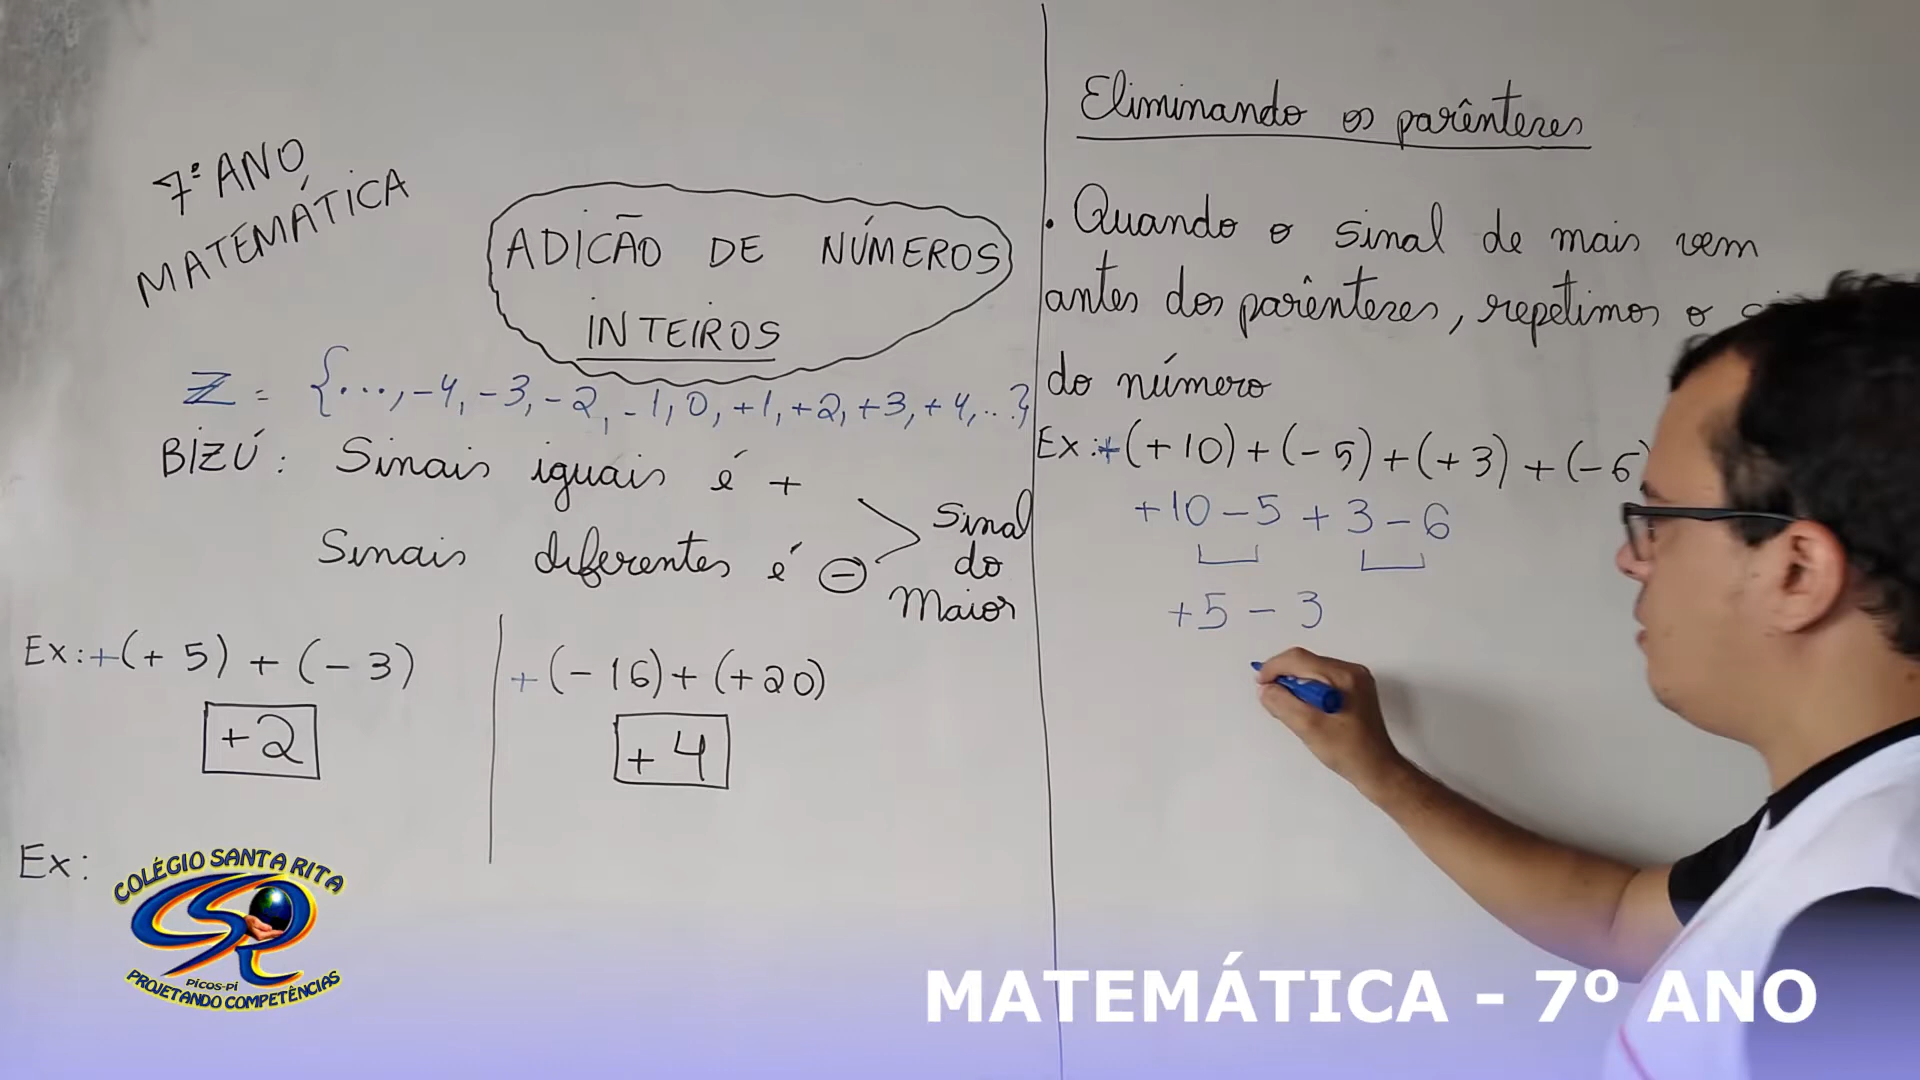 7º ANO
MATEMÁTICA
ADICÃO DE NÚMEROS
INTEIROS
ℤ = {..., -4, -3, -2, -1, 0, +1, +2, +3, +4, ...}
BIZÚ: Sinais iguais é +
Sinais diferentes é ⊖
Sinal
do
Maior
Ex: +(+ 5) + (- 3)
+2
+ (- 16) + (+20)
+ 4
Ex:
Eliminando os parênteses
. Quando o sinal de mais vem
antes dos parênteses, repetimos o
do número
Ex: +(+10) + (- 5) + (+3) + (- 6)
+10 - 5 + 3 - 6
+5 - 3
COLÉGIO SANTA RITA
PICOS-PI
PROJETANDO COMPETÊNCIAS
MATEMÁTICA - 7º ANO